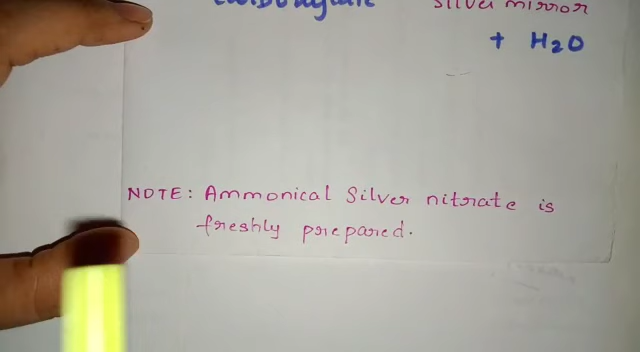 silver mirror
+ H2O
NOTE: Ammonical Silver nitrate is
freshly prepared.